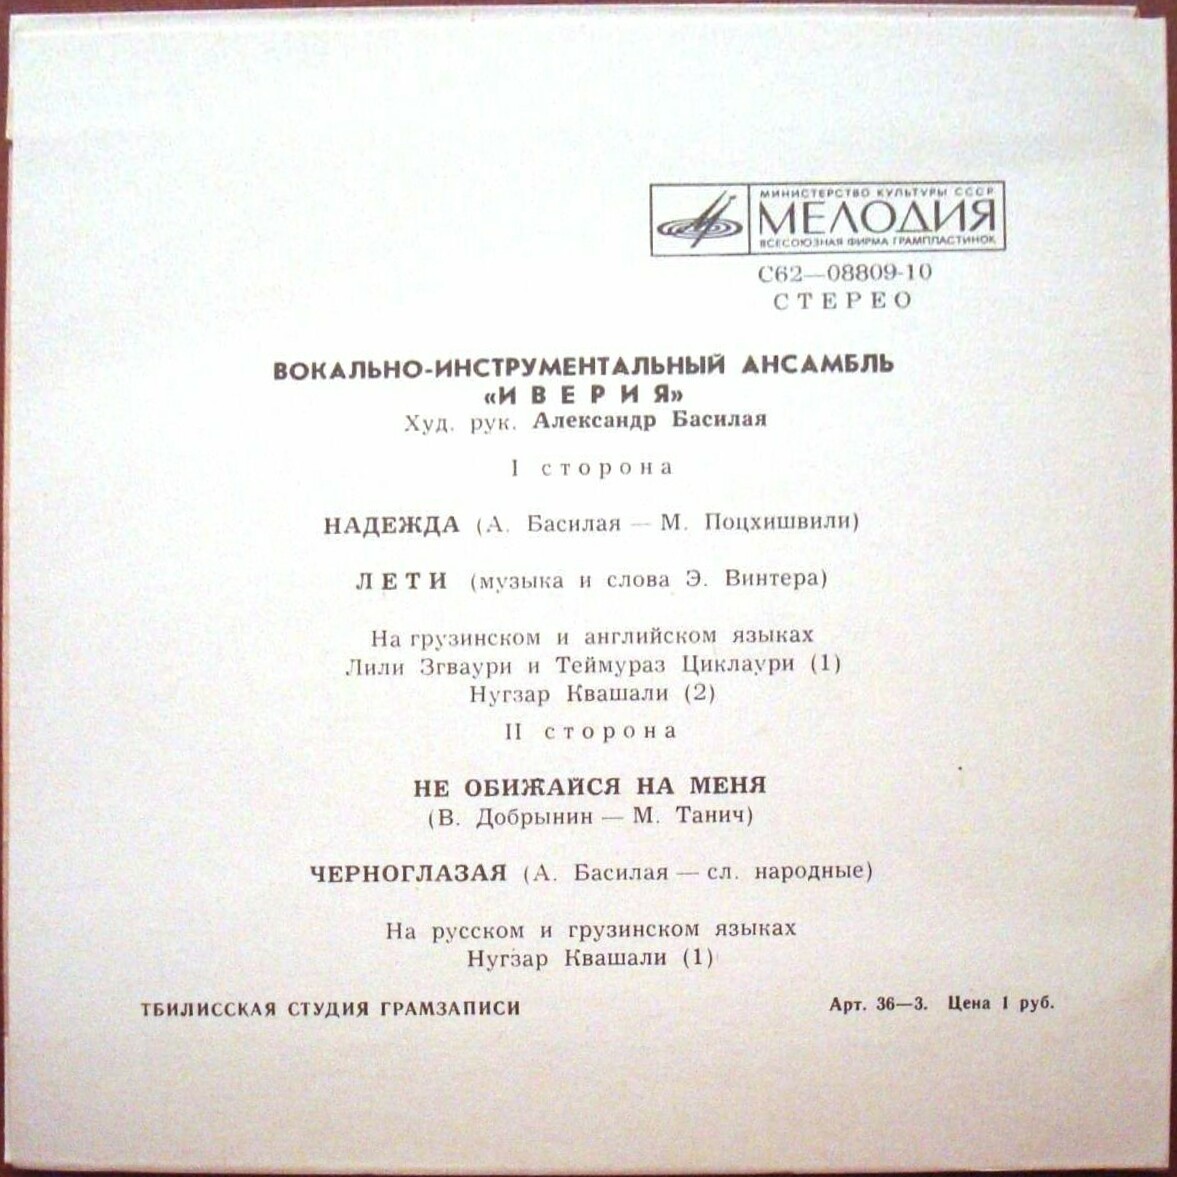 МИНИСТЕРСТВО КУЛЬТУРЫ СССР
МЕЛОДИЯ
ВСЕСОЮЗНАЯ ФИРМА ГРАМПЛАСТИНОК
С62—08809-10
СТЕРЕО
ВОКАЛЬНО-ИНСТРУМЕНТАЛЬНЫЙ АНСАМБЛЬ
«ИВЕРИЯ»
Худ. рук. Александр Басилая
I сторона
НАДЕЖДА (А. Басилая — М. Поцхишвили)
ЛЕТИ (музыка и слова Э. Винтера)
На грузинском и английском языках
Лили Згваури и Теймураз Циклаури (1)
Нугзар Квашали (2)
II сторона
НЕ ОБИЖАЙСЯ НА МЕНЯ
(В. Добрынин — М. Танич)
ЧЕРНОГЛАЗАЯ (А. Басилая — сл. народные)
На русском и грузинском языках
Нугзар Квашали (1)
ТБИЛИССКАЯ СТУДИЯ ГРАМЗАПИСИ
Арт. 36—3. Цена 1 руб.